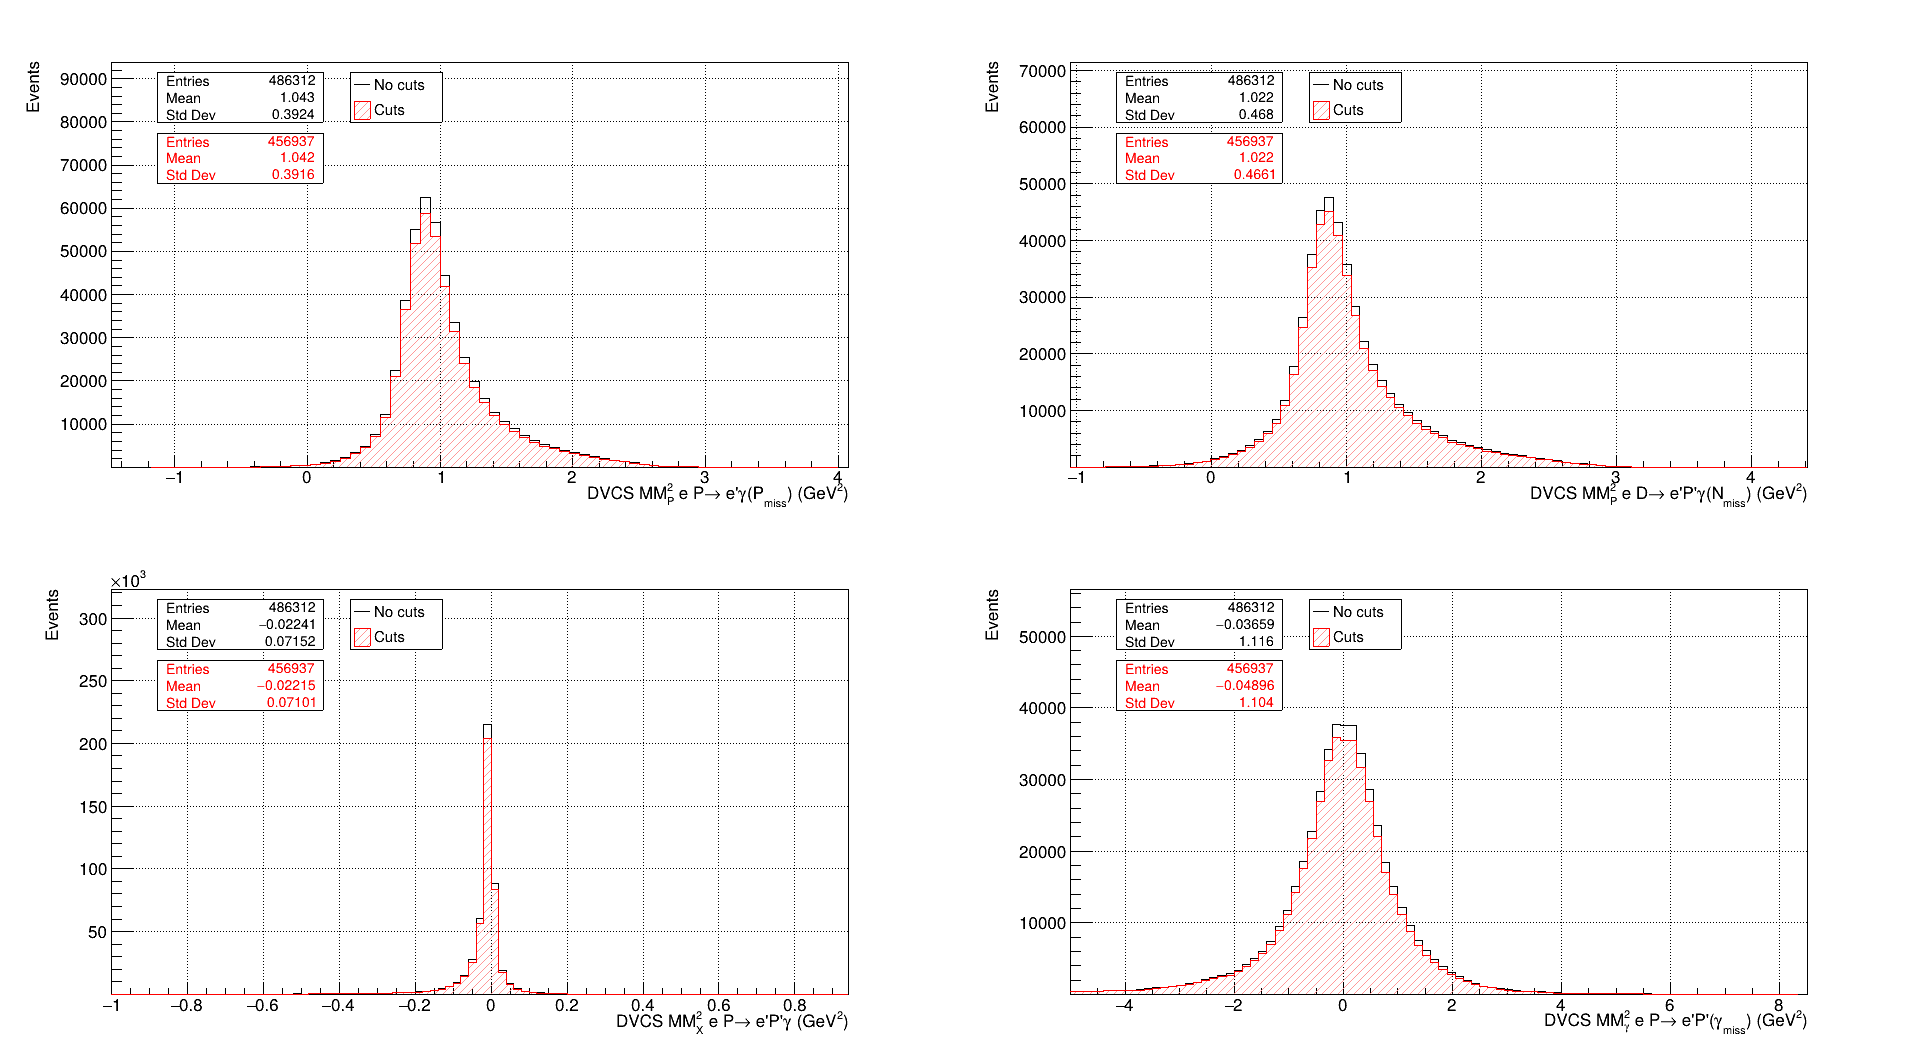 Events
90000
80000
70000
60000
50000
40000
30000
20000
10000
Entries 486312
Mean 1.043
Std Dev 0.3924
Entries 456937
Mean 1.042
Std Dev 0.3916
No cuts
Cuts
−1 0 1 2 3 4
DVCS MM²_P e P→ e'γ(P_miss) (GeV²)
Events
70000
60000
50000
40000
30000
20000
10000
Entries 486312
Mean 1.022
Std Dev 0.468
Entries 456937
Mean 1.022
Std Dev 0.4661
No cuts
Cuts
−1 0 1 2 3 4
DVCS MM²_P e D→ e'P'γ(N_miss) (GeV²)
×10³
Events
300
250
200
150
100
50
Entries 486312
Mean −0.02241
Std Dev 0.07152
Entries 456937
Mean −0.02215
Std Dev 0.07101
No cuts
Cuts
−1 −0.8 −0.6 −0.4 −0.2 0 0.2 0.4 0.6 0.8
DVCS MM²_X e P→ e'P'γ (GeV²)
Events
50000
40000
30000
20000
10000
Entries 486312
Mean −0.03659
Std Dev 1.116
Entries 456937
Mean −0.04896
Std Dev 1.104
No cuts
Cuts
−4 −2 0 2 4 6 8
DVCS MM²_γ e P→ e'P'(γ_miss) (GeV²)